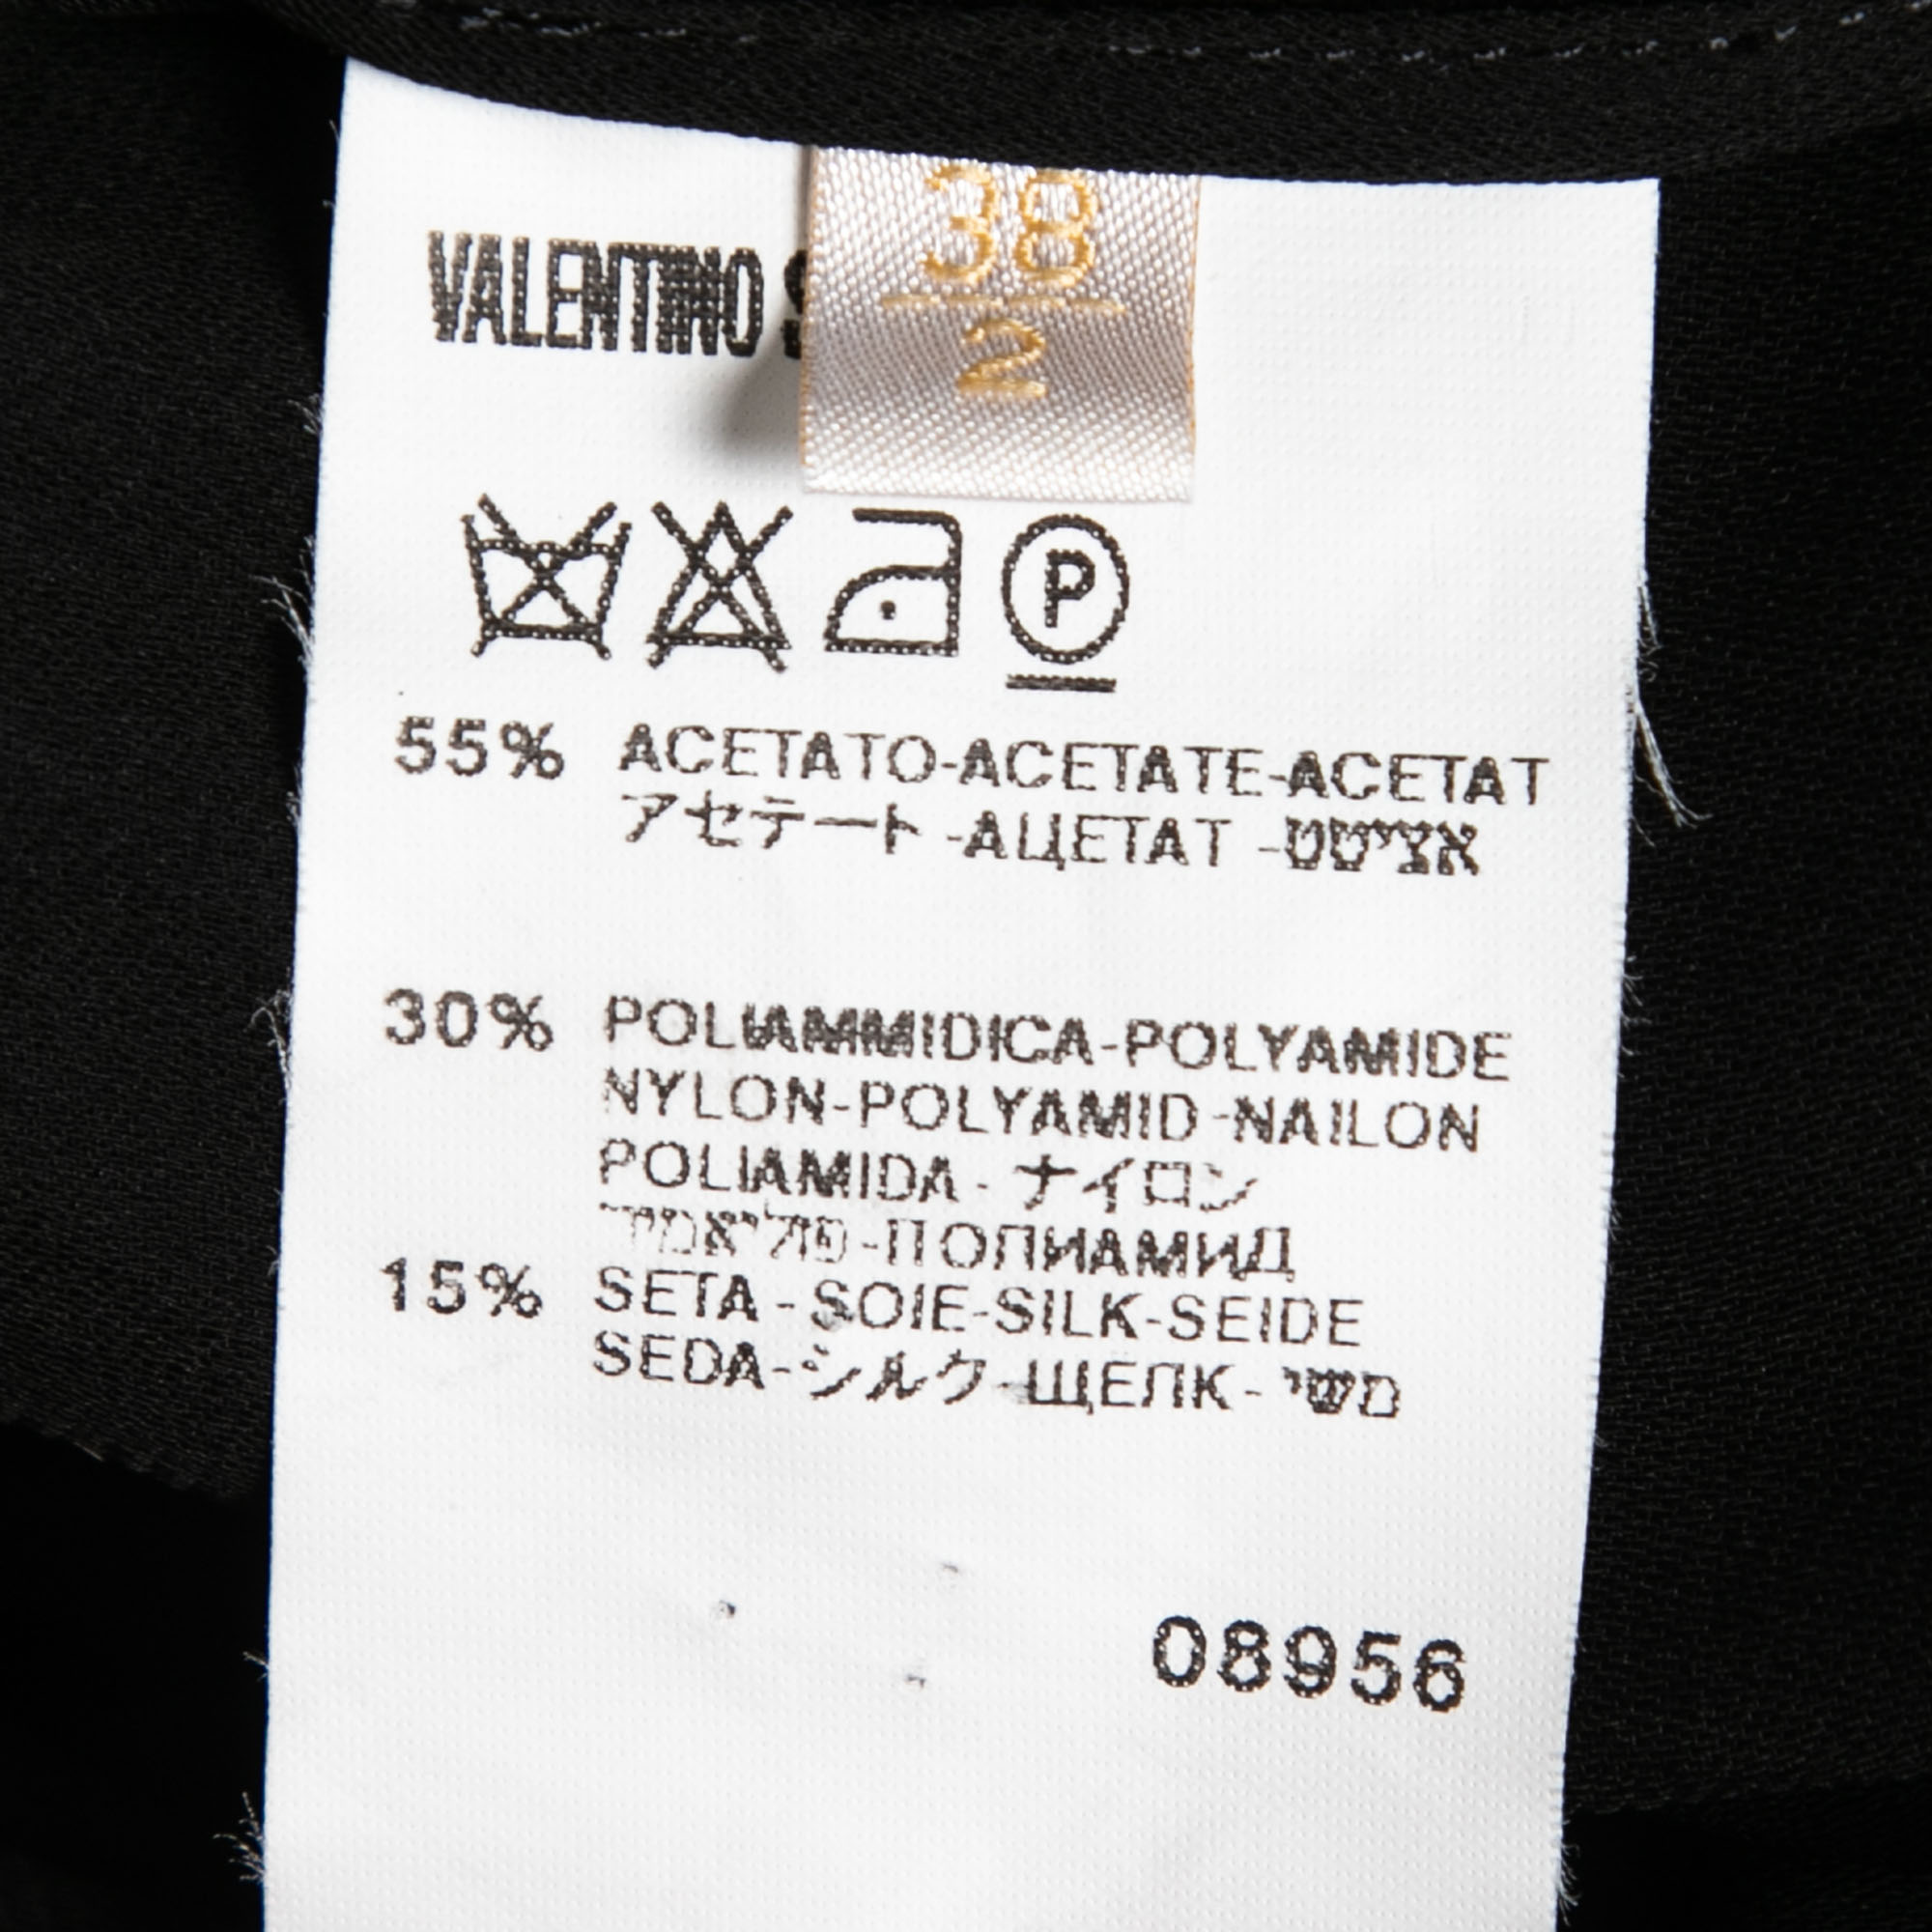 38
2
VALENTINO S
P
55% ACETATO-ACETATE-ACETAT
アセテート-АЦЕТАТ-אציטט
30% POLIAMMIDICA-POLYAMIDE
NYLON-POLYAMID-NAILON
POLIAMIDA-ナイロン
פוליאמיד-ПОЛИАМИД
15% SETA-SOIE-SILK-SEIDE
SEDA-シルク-ЩЕЛК-משי
08956